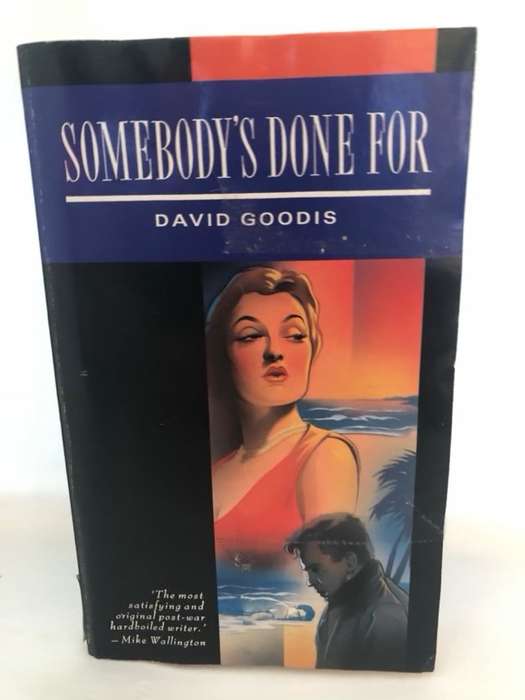 SOMEBODY'S DONE FOR
DAVID GOODIS
'The most
satisfying and
original post-war
hardboiled writer.'
– Mike Wallington